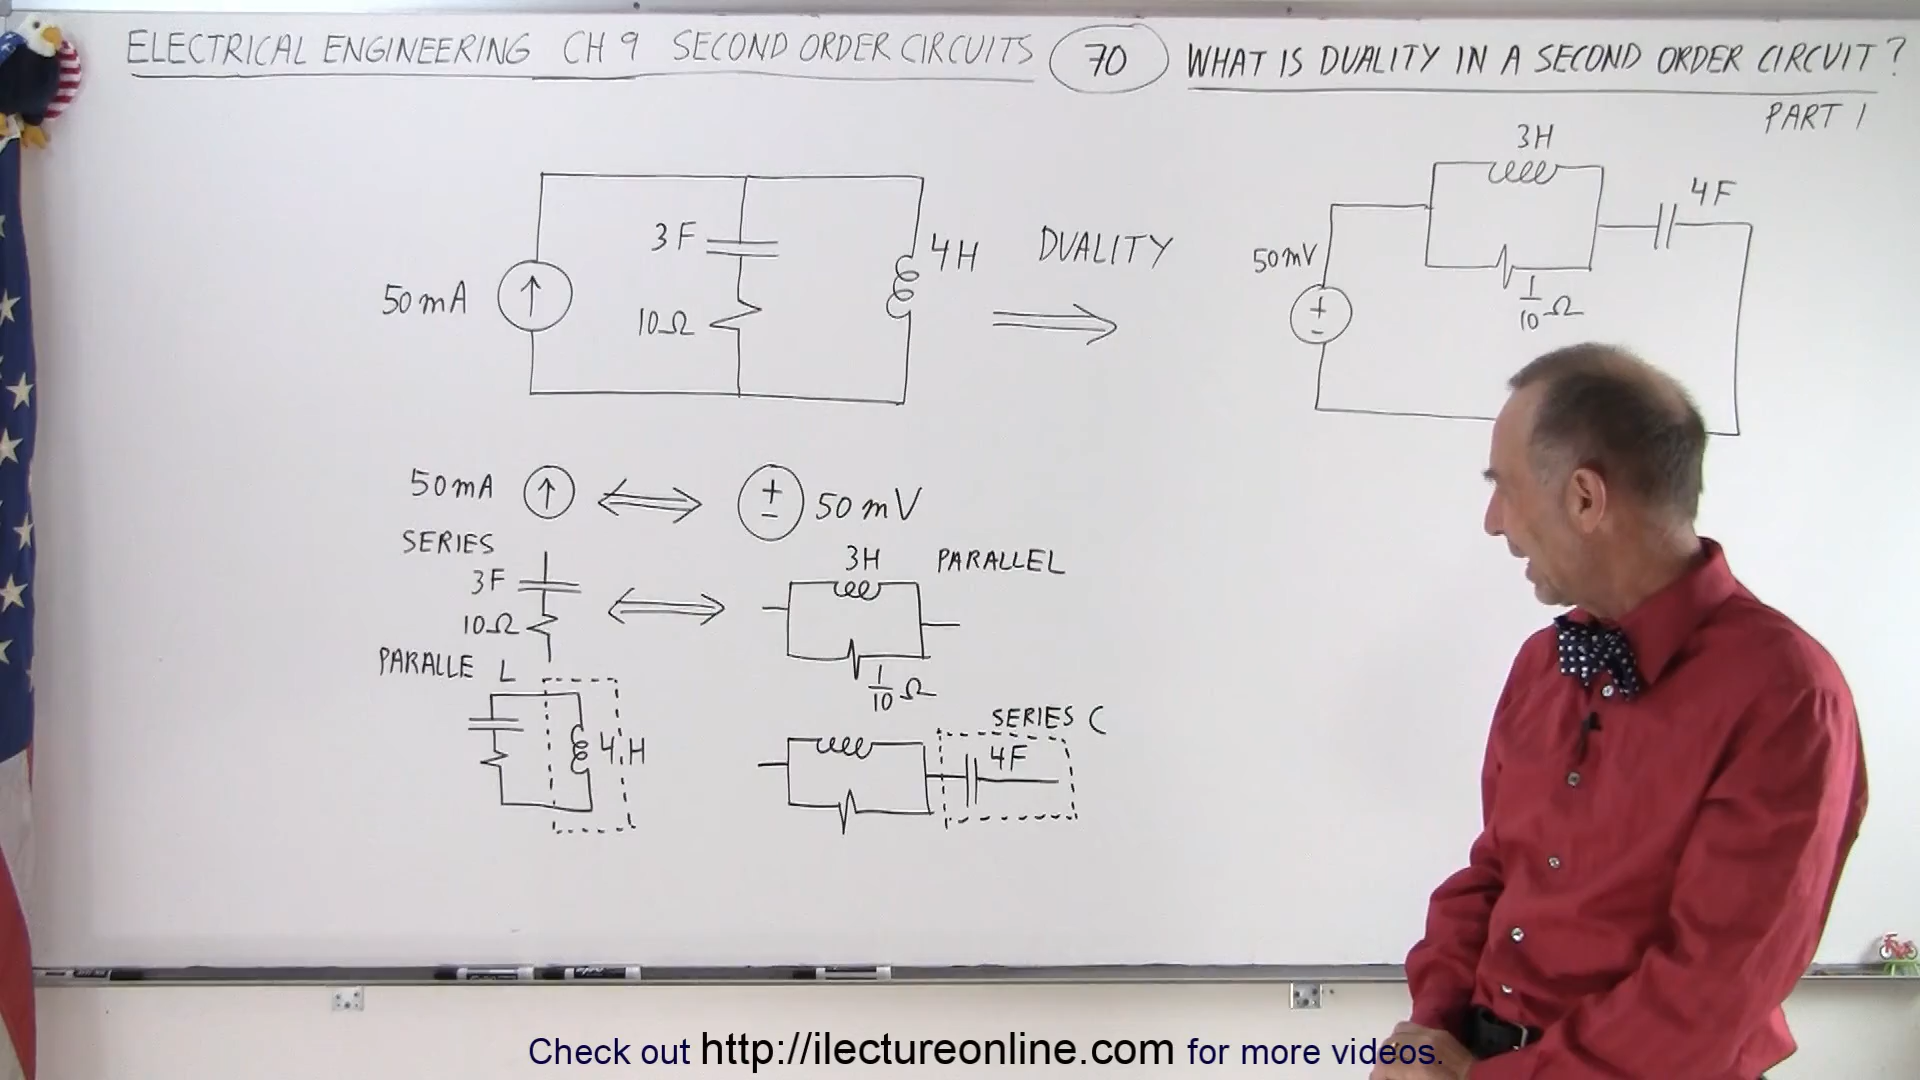 ELECTRICAL ENGINEERING CH 9 SECOND ORDER CIRCUITS 70 WHAT IS DUALITY IN A SECOND ORDER CIRCUIT?
PART 1
3H
4F
3F
4H
DUALITY
50mV
50mA
10Ω
1/10 Ω
+
-
50mA
+
-
50mV
SERIES
3F
3H
PARALLEL
10Ω
PARALLEL
1/10 Ω
SERIES C
4H
4F
Check out http://ilectureonline.com for more videos.